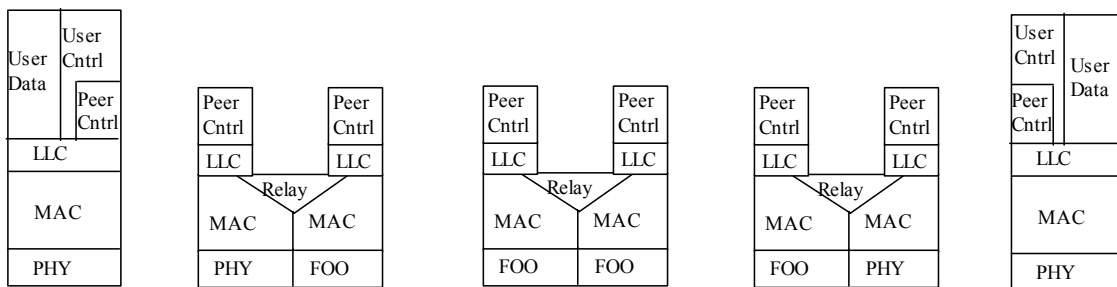 User
Data
User
Cntrl
Peer
Cntrl
LLC
MAC
PHY
Peer
Cntrl
Peer
Cntrl
LLC
LLC
Relay
MAC
MAC
PHY
FOO
Peer
Cntrl
Peer
Cntrl
LLC
LLC
Relay
MAC
MAC
FOO
FOO
Peer
Cntrl
Peer
Cntrl
LLC
LLC
Relay
MAC
MAC
FOO
PHY
User
Cntrl
Peer
Cntrl
User
Data
LLC
MAC
PHY